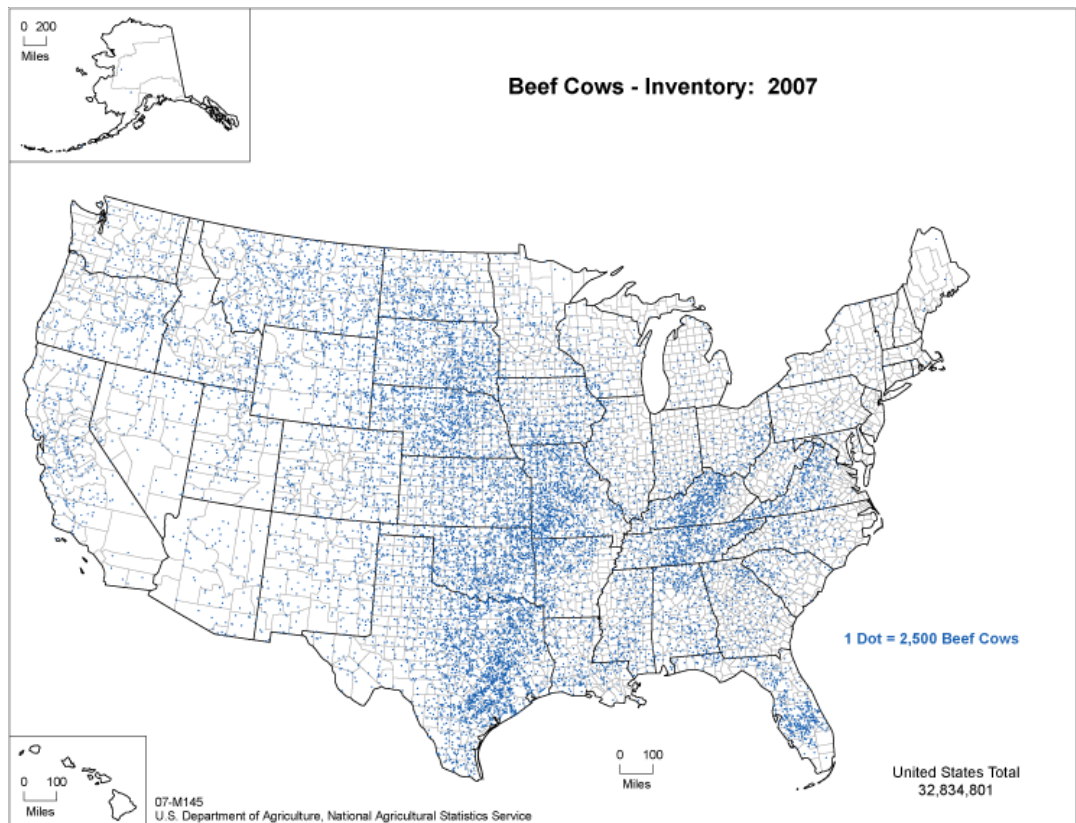 0 200
Miles
Beef Cows - Inventory: 2007
1 Dot = 2,500 Beef Cows
0 100
Miles
0 100
Miles
United States Total
32,834,801
07-M145
U.S. Department of Agriculture, National Agricultural Statistics Service